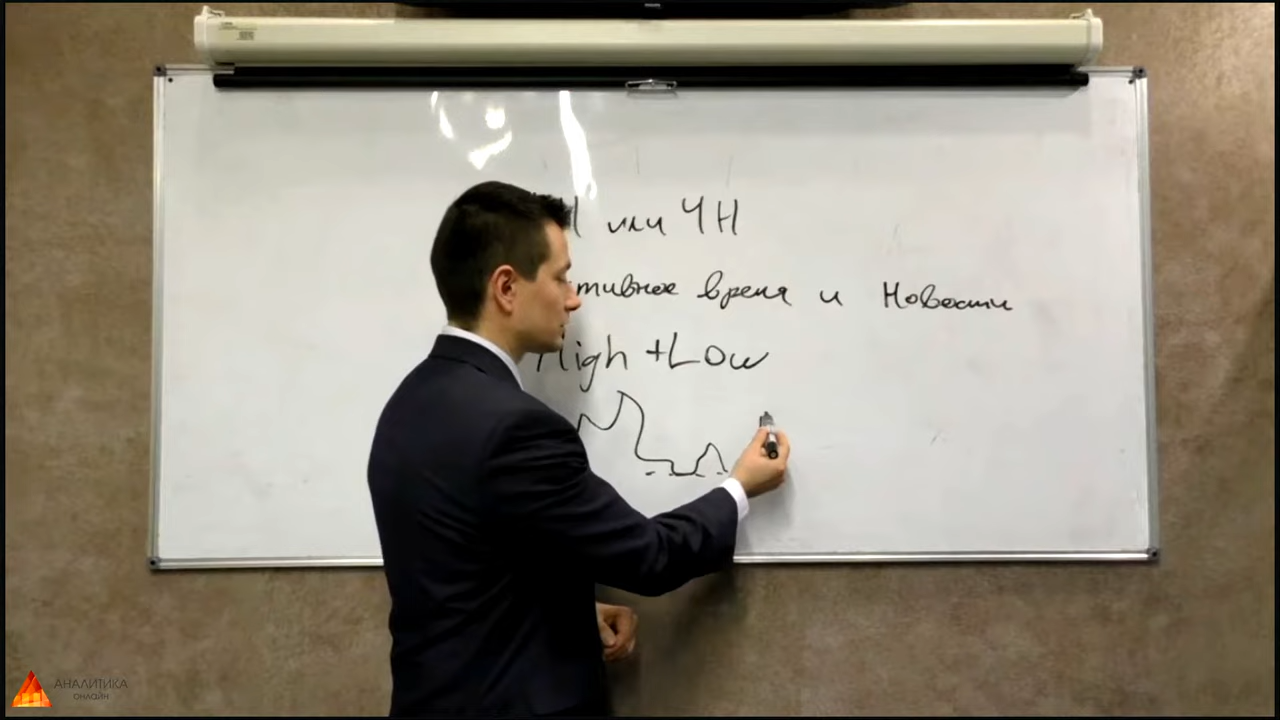 или ЧН
тивное время и Новости
High + Low
АНАЛИТИКА
ОНЛАЙН